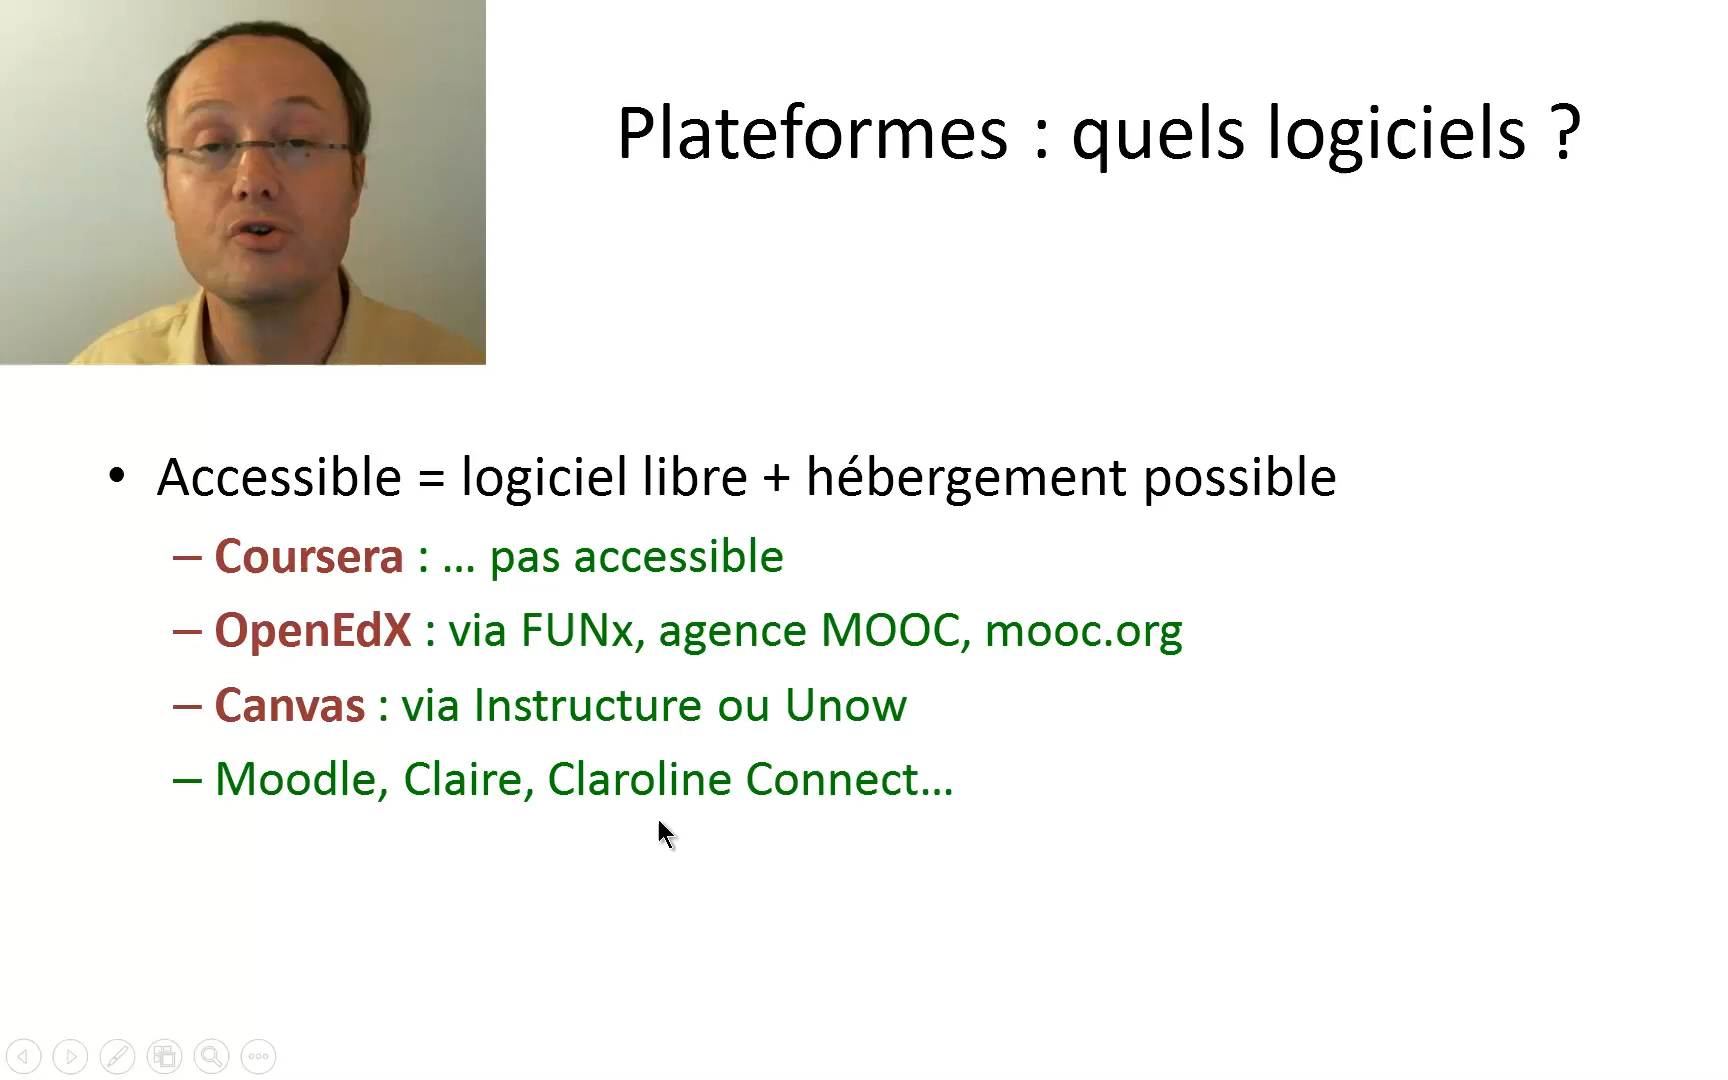 Plateformes : quels logiciels ?
• Accessible = logiciel libre + hébergement possible
– Coursera : … pas accessible
– OpenEdX : via FUNx, agence MOOC, mooc.org
– Canvas : via Instructure ou Unow
– Moodle, Claire, Claroline Connect…